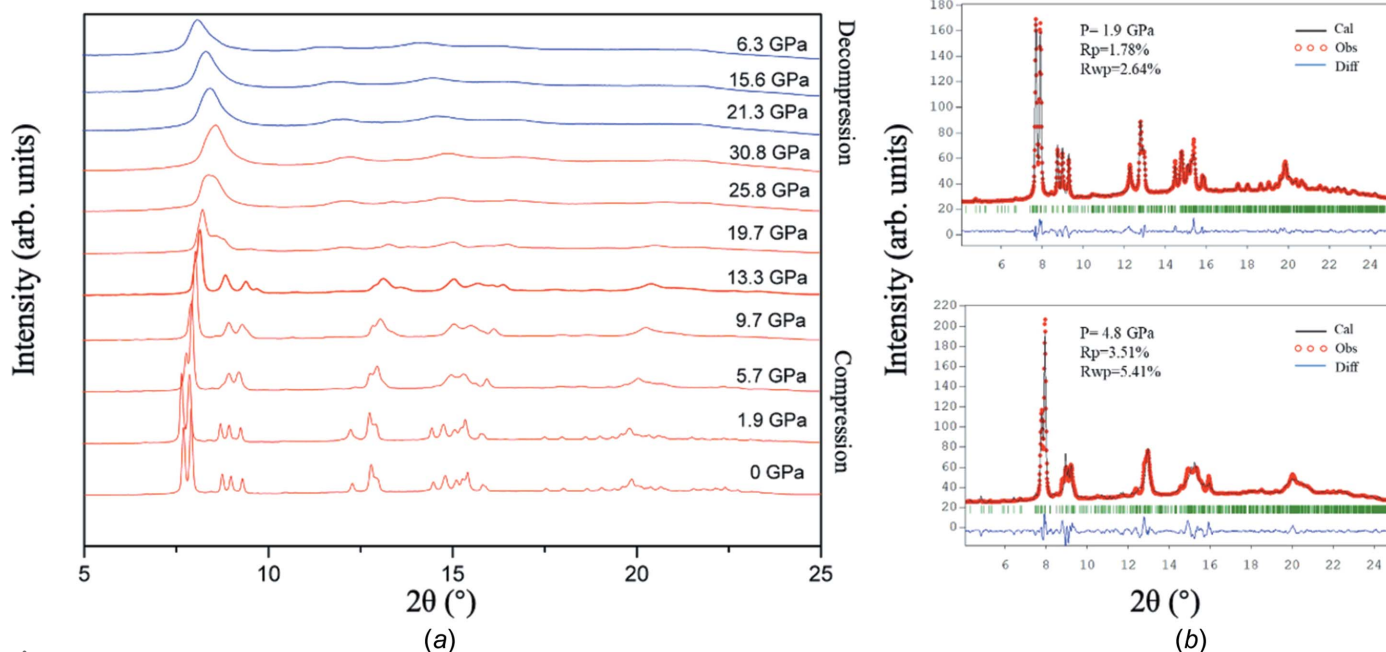 Intensity (arb. units)
6.3 GPa
15.6 GPa
21.3 GPa
30.8 GPa
25.8 GPa
19.7 GPa
13.3 GPa
9.7 GPa
5.7 GPa
1.9 GPa
0 GPa
Decompression
Compression
5 10 15 20 25
2θ (°)
(a)
Intensity (arb. units)
180
160
140
120
100
80
60
40
20
0
P= 1.9 GPa
Rp=1.78%
Rwp=2.64%
Cal
Obs
Diff
6 8 10 12 14 16 18 20 22 24
220
200
180
160
140
120
100
80
60
40
20
0
P= 4.8 GPa
Rp=3.51%
Rwp=5.41%
Cal
Obs
Diff
6 8 10 12 14 16 18 20 22 24
2θ (°)
(b)